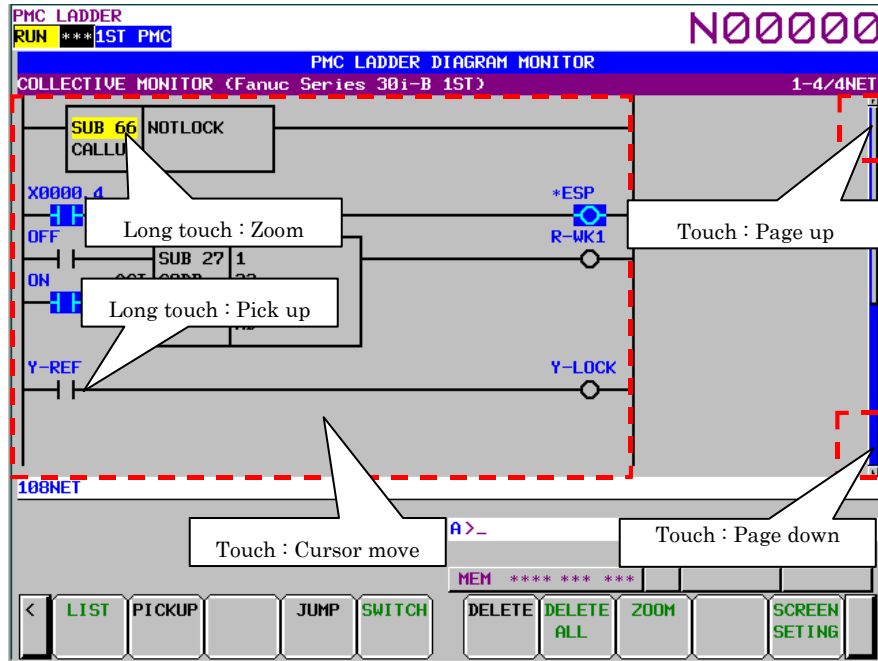 PMC LADDER
RUN *** 1ST PMC
N00000
PMC LADDER DIAGRAM MONITOR
COLLECTIVE MONITOR (Fanuc Series 30i-B 1ST)
1-4/4NET
SUB 66 NOTLOCK
CALLU
X0000.4
*ESP
Long touch : Zoom
Touch : Page up
OFF
R-WK1
SUB 27 1
ON
Long touch : Pick up
Y-REF
Y-LOCK
108NET
A>_
Touch : Cursor move
Touch : Page down
MEM **** *** ***
< LIST PICKUP JUMP SWITCH DELETE DELETE ALL ZOOM SCREEN SETING